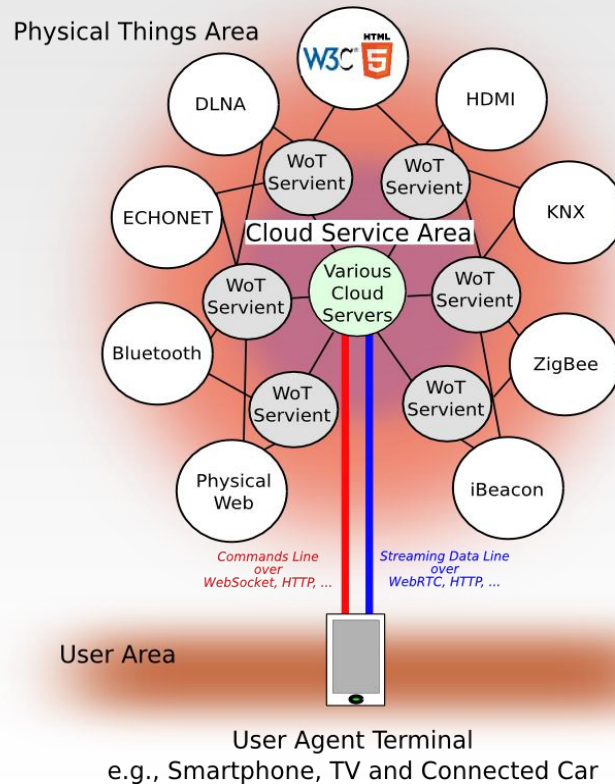 Physical Things Area
HTML
W3C®
5
DLNA
HDMI
WoT
Servient
WoT
Servient
ECHONET
KNX
Cloud Service Area
WoT
Servient
Various
Cloud
Servers
WoT
Servient
Bluetooth
ZigBee
WoT
Servient
WoT
Servient
Physical
Web
iBeacon
Commands Line
over
WebSocket, HTTP, ...
Streaming Data Line
over
WebRTC, HTTP, ...
User Area
User Agent Terminal
e.g., Smartphone, TV and Connected Car